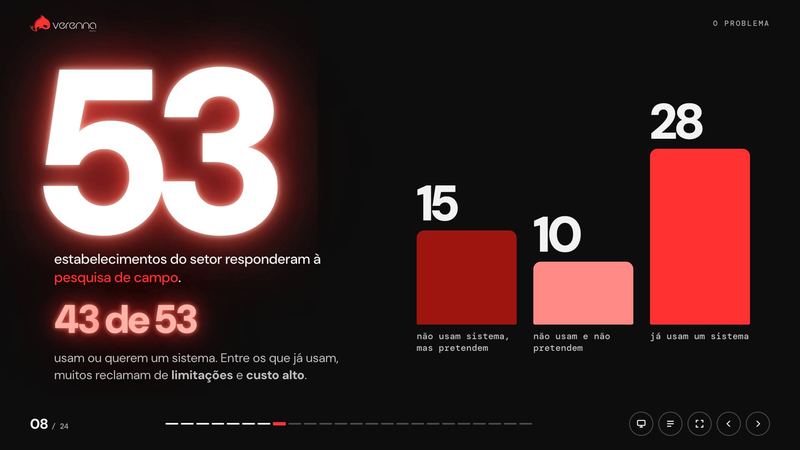 verenna
O PROBLEMA
53
estabelecimentos do setor responderam à
pesquisa de campo.
43 de 53
usam ou querem um sistema. Entre os que já usam,
muitos reclamam de limitações e custo alto.
15
não usam sistema,
mas pretendem
10
não usam e não
pretendem
28
já usam um sistema
08 / 24